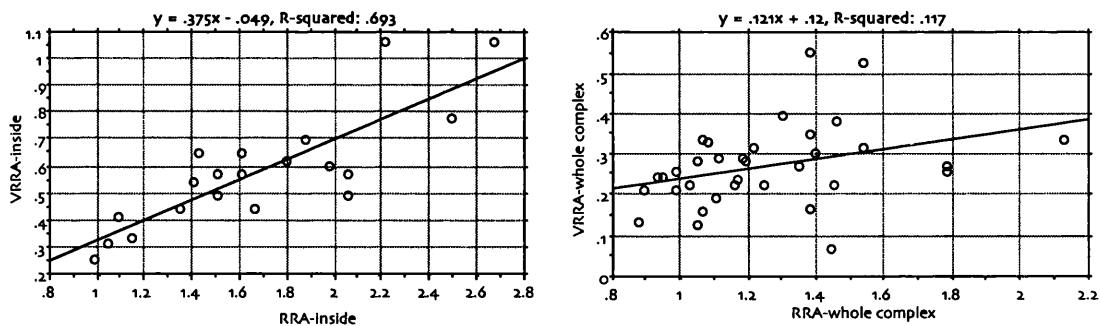 y = .375x - .049, R-squared: .693
1.1
1
.9
.8
.7
.6
.5
.4
.3
.2
VRRA-inside
.8 1 1.2 1.4 1.6 1.8 2 2.2 2.4 2.6 2.8
RRA-inside
y = .121x + .12, R-squared: .117
.6
.5
.4
.3
.2
.1
0
VRRA-whole complex
.8 1 1.2 1.4 1.6 1.8 2 2.2
RRA-whole complex